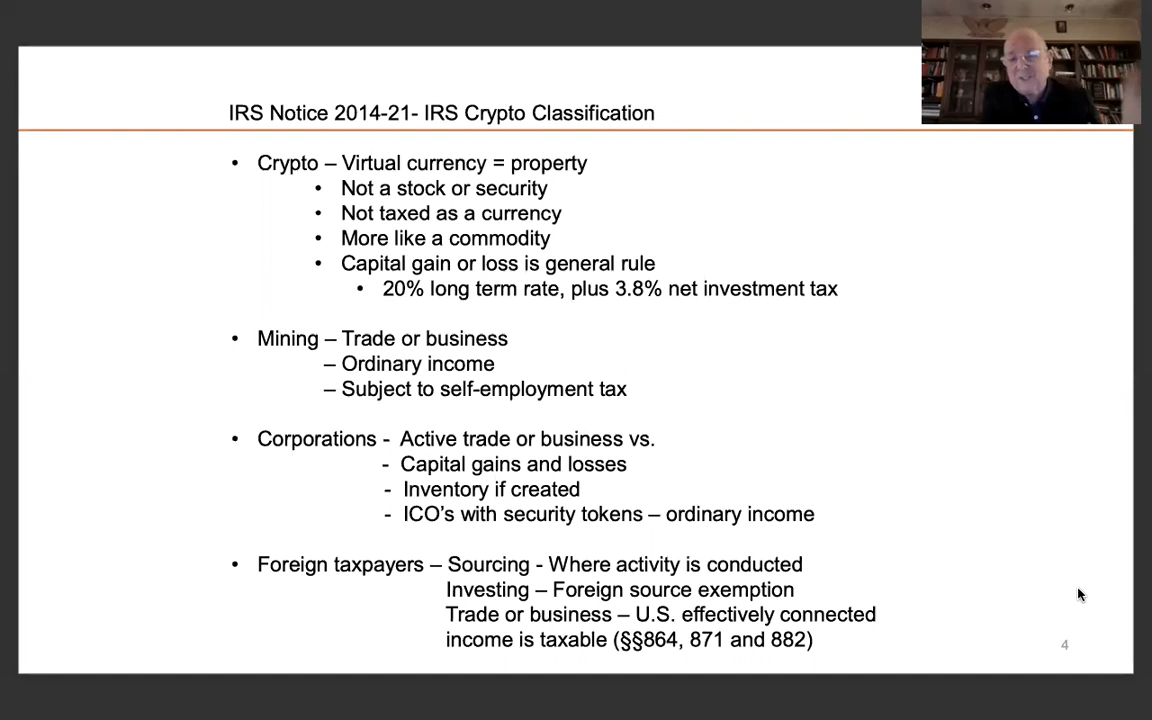 IRS Notice 2014-21- IRS Crypto Classification
• Crypto – Virtual currency = property
• Not a stock or security
• Not taxed as a currency
• More like a commodity
• Capital gain or loss is general rule
• 20% long term rate, plus 3.8% net investment tax
• Mining – Trade or business
– Ordinary income
– Subject to self-employment tax
• Corporations - Active trade or business vs.
- Capital gains and losses
- Inventory if created
- ICO's with security tokens – ordinary income
• Foreign taxpayers – Sourcing - Where activity is conducted
Investing – Foreign source exemption
Trade or business – U.S. effectively connected
income is taxable (§§864, 871 and 882)
4